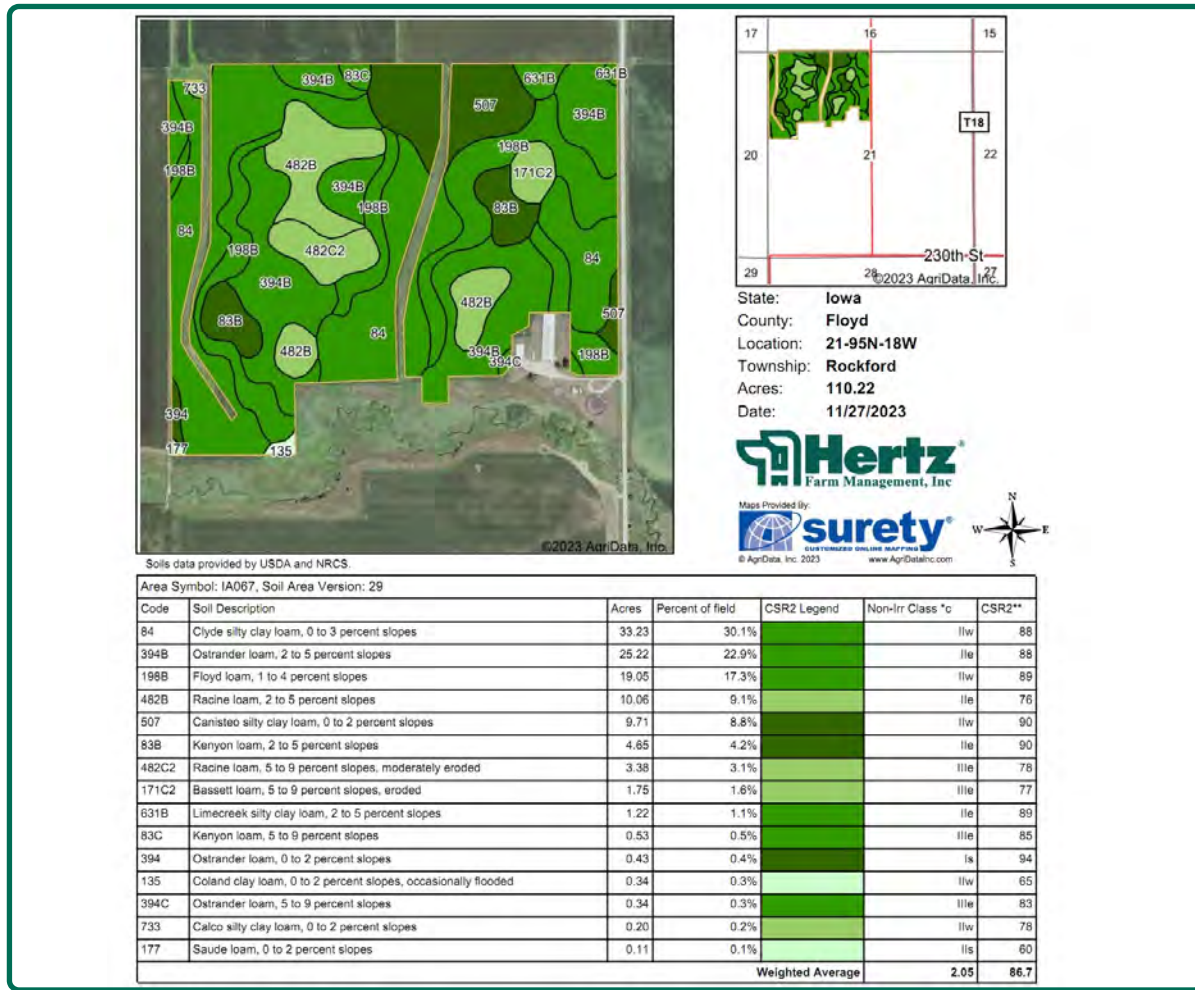 733
394B
83C
507
631B
631B
394B
394B
198B
482B
394B
198B
198B
171C2
83B
84
198B
482C2
394B
84
83B
482B
84
482B
507
394B
394C
198B
394
177
135
©2023 AgriData, Inc.
Soils data provided by USDA and NRCS.
17 16 15
T18
20 21 22
230th St
29 28 27
©2023 AgriData, Inc.
State: Iowa
County: Floyd
Location: 21-95N-18W
Township: Rockford
Acres: 110.22
Date: 11/27/2023
Hertz
Farm Management, Inc
Maps Provided By:
surety®
CUSTOMIZED ONLINE MAPPING
© AgriData, Inc. 2023 www.AgriDataInc.com
N
W E
S
Area Symbol: IA067, Soil Area Version: 29
Code Soil Description Acres Percent of field CSR2 Legend Non-Irr Class *c CSR2**
84 Clyde silty clay loam, 0 to 3 percent slopes 33.23 30.1% IIw 88
394B Ostrander loam, 2 to 5 percent slopes 25.22 22.9% IIe 88
198B Floyd loam, 1 to 4 percent slopes 19.05 17.3% IIw 89
482B Racine loam, 2 to 5 percent slopes 10.06 9.1% IIe 76
507 Canisteo silty clay loam, 0 to 2 percent slopes 9.71 8.8% IIw 90
83B Kenyon loam, 2 to 5 percent slopes 4.65 4.2% IIe 90
482C2 Racine loam, 5 to 9 percent slopes, moderately eroded 3.38 3.1% IIIe 78
171C2 Bassett loam, 5 to 9 percent slopes, eroded 1.75 1.6% IIIe 77
631B Limecreek silty clay loam, 2 to 5 percent slopes 1.22 1.1% IIe 89
83C Kenyon loam, 5 to 9 percent slopes 0.53 0.5% IIIe 85
394 Ostrander loam, 0 to 2 percent slopes 0.43 0.4% Is 94
135 Coland clay loam, 0 to 2 percent slopes, occasionally flooded 0.34 0.3% IIw 65
394C Ostrander loam, 5 to 9 percent slopes 0.34 0.3% IIIe 83
733 Calco silty clay loam, 0 to 2 percent slopes 0.20 0.2% IIw 78
177 Saude loam, 0 to 2 percent slopes 0.11 0.1% IIs 60
Weighted Average 2.05 86.7